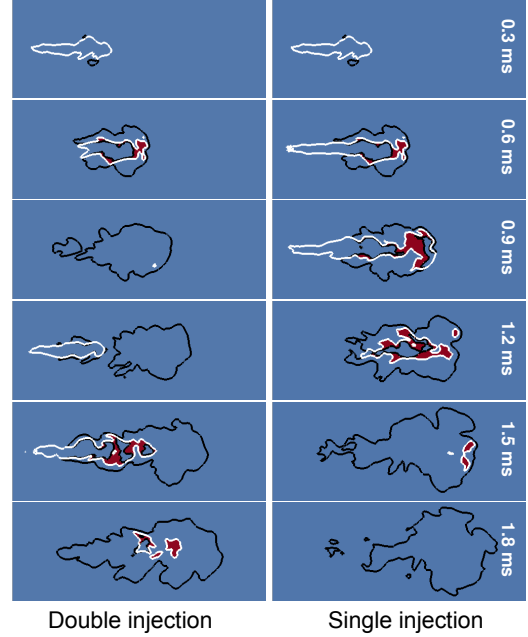 0.3 ms
0.6 ms
0.9 ms
1.2 ms
1.5 ms
1.8 ms
Double injection
Single injection